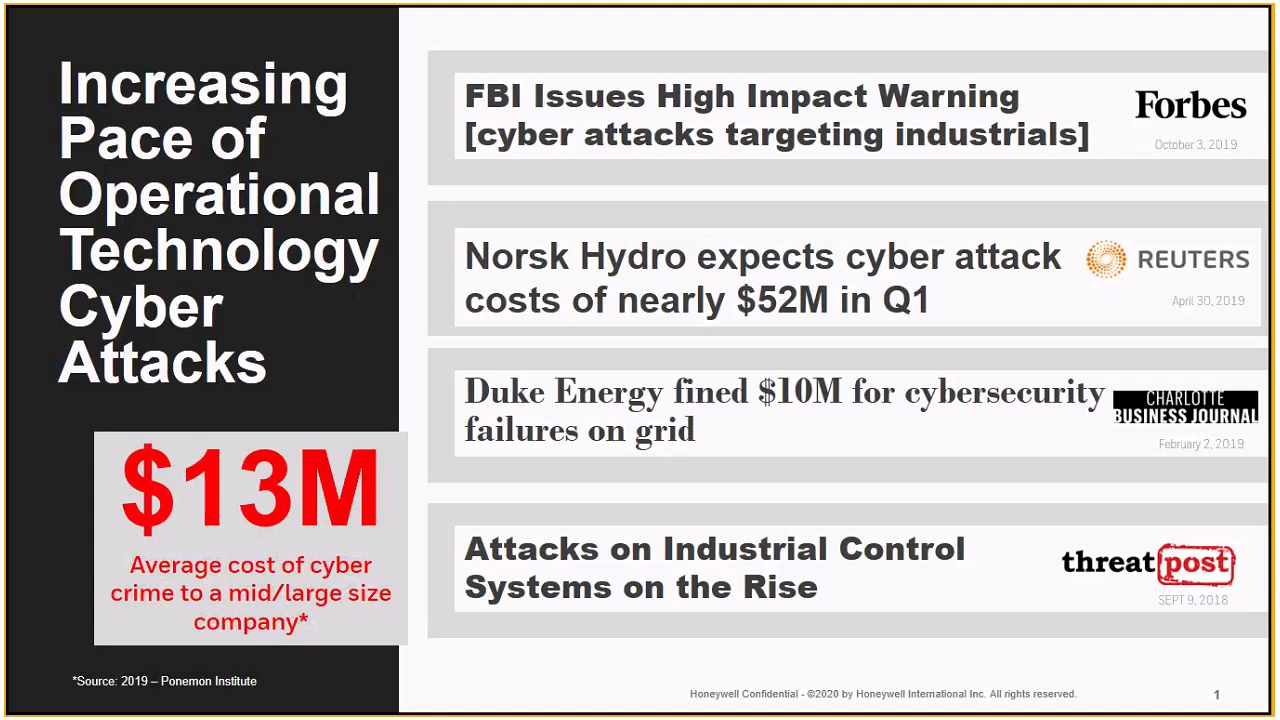 Increasing
Pace of
Operational
Technology
Cyber
Attacks
$13M
Average cost of cyber
crime to a mid/large size
company*
*Source: 2019 – Ponemon Institute
FBI Issues High Impact Warning
[cyber attacks targeting industrials]
Forbes
October 3, 2019
Norsk Hydro expects cyber attack
costs of nearly $52M in Q1
REUTERS
April 30, 2019
Duke Energy fined $10M for cybersecurity
failures on grid
CHARLOTTE
BUSINESS JOURNAL
February 2, 2019
Attacks on Industrial Control
Systems on the Rise
threatpost
SEPT 9, 2018
Honeywell Confidential - ©2020 by Honeywell International Inc. All rights reserved.
1